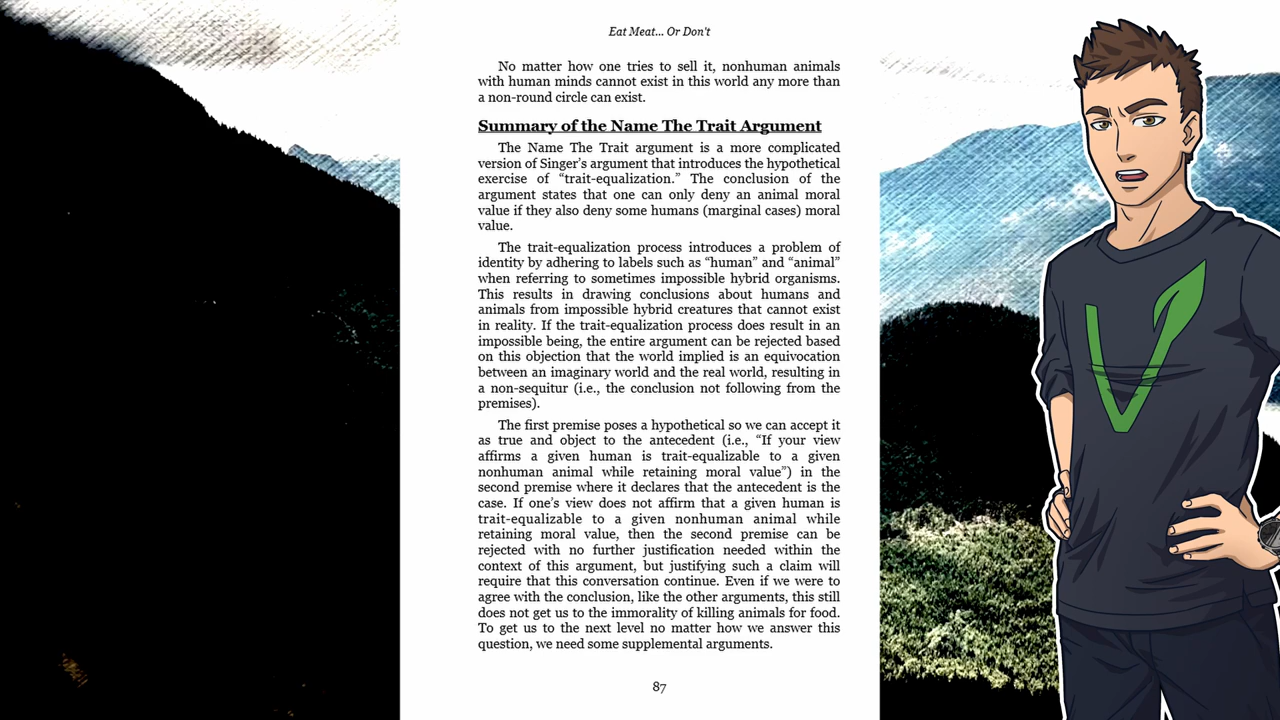 Eat Meat... Or Don't
No matter how one tries to sell it, nonhuman animals
with human minds cannot exist in this world any more than
a non-round circle can exist.
Summary of the Name The Trait Argument
The Name The Trait argument is a more complicated
version of Singer's argument that introduces the hypothetical
exercise of “trait-equalization.” The conclusion of the
argument states that one can only deny an animal moral
value if they also deny some humans (marginal cases) moral
value.
The trait-equalization process introduces a problem of
identity by adhering to labels such as “human” and “animal”
when referring to sometimes impossible hybrid organisms.
This results in drawing conclusions about humans and
animals from impossible hybrid creatures that cannot exist
in reality. If the trait-equalization process does result in an
impossible being, the entire argument can be rejected based
on this objection that the world implied is an equivocation
between an imaginary world and the real world, resulting in
a non-sequitur (i.e., the conclusion not following from the
premises).
The first premise poses a hypothetical so we can accept it
as true and object to the antecedent (i.e., “If your view
affirms a given human is trait-equalizable to a given
nonhuman animal while retaining moral value”) in the
second premise where it declares that the antecedent is the
case. If one's view does not affirm that a given human is
trait-equalizable to a given nonhuman animal while
retaining moral value, then the second premise can be
rejected with no further justification needed within the
context of this argument, but justifying such a claim will
require that this conversation continue. Even if we were to
agree with the conclusion, like the other arguments, this still
does not get us to the immorality of killing animals for food.
To get us to the next level no matter how we answer this
question, we need some supplemental arguments.
87